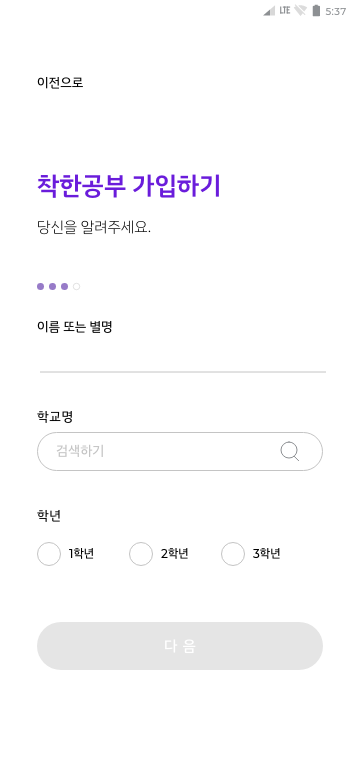 LTE 5:37
이전으로
착한공부 가입하기
당신을 알려주세요.
이름 또는 별명
학교명
검색하기
학년
1학년 2학년 3학년
다 음